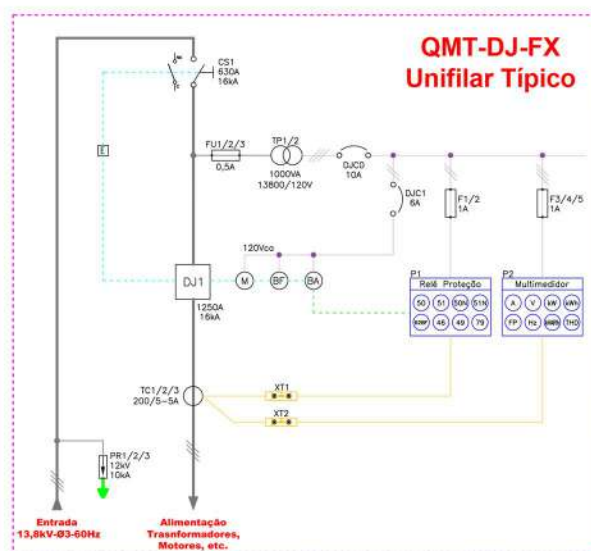 QMT-DJ-FX
Unifilar Típico
CS1
630A
16kA
FU1/2/3
0,5A
TP1/2
1000VA
13800/120V
DJC0
10A
DJC1
6A
F1/2
1A
F3/4/5
1A
E
120Vca
DJ1
M
BF
BA
1250A
16kA
P1
Relê Proteção
50
51
50N
51N
46
49
79
P2
Multimedidor
A
V
kW
kWh
FP
Hz
THD
TC1/2/3
200/5-5A
XT1
XT2
PR1/2/3
12kV
10kA
Entrada
13,8kV-Ø3-60Hz
Alimentação
Trasnformadores,
Motores, etc.